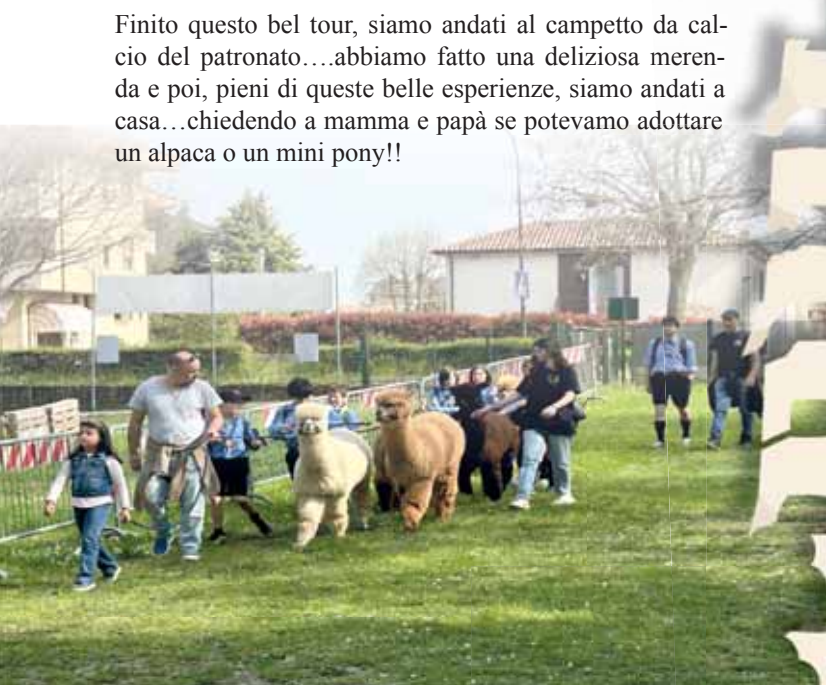 Finito questo bel tour, siamo andati al campetto da cal-
cio del patronato….abbiamo fatto una deliziosa meren-
da e poi, pieni di queste belle esperienze, siamo andati a
casa…chiedendo a mamma e papà se potevamo adottare
un alpaca o un mini pony!!